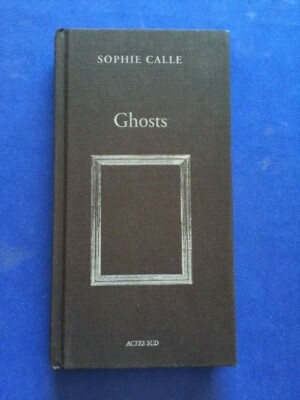 SOPHIE CALLE
Ghosts
ACTES SUD